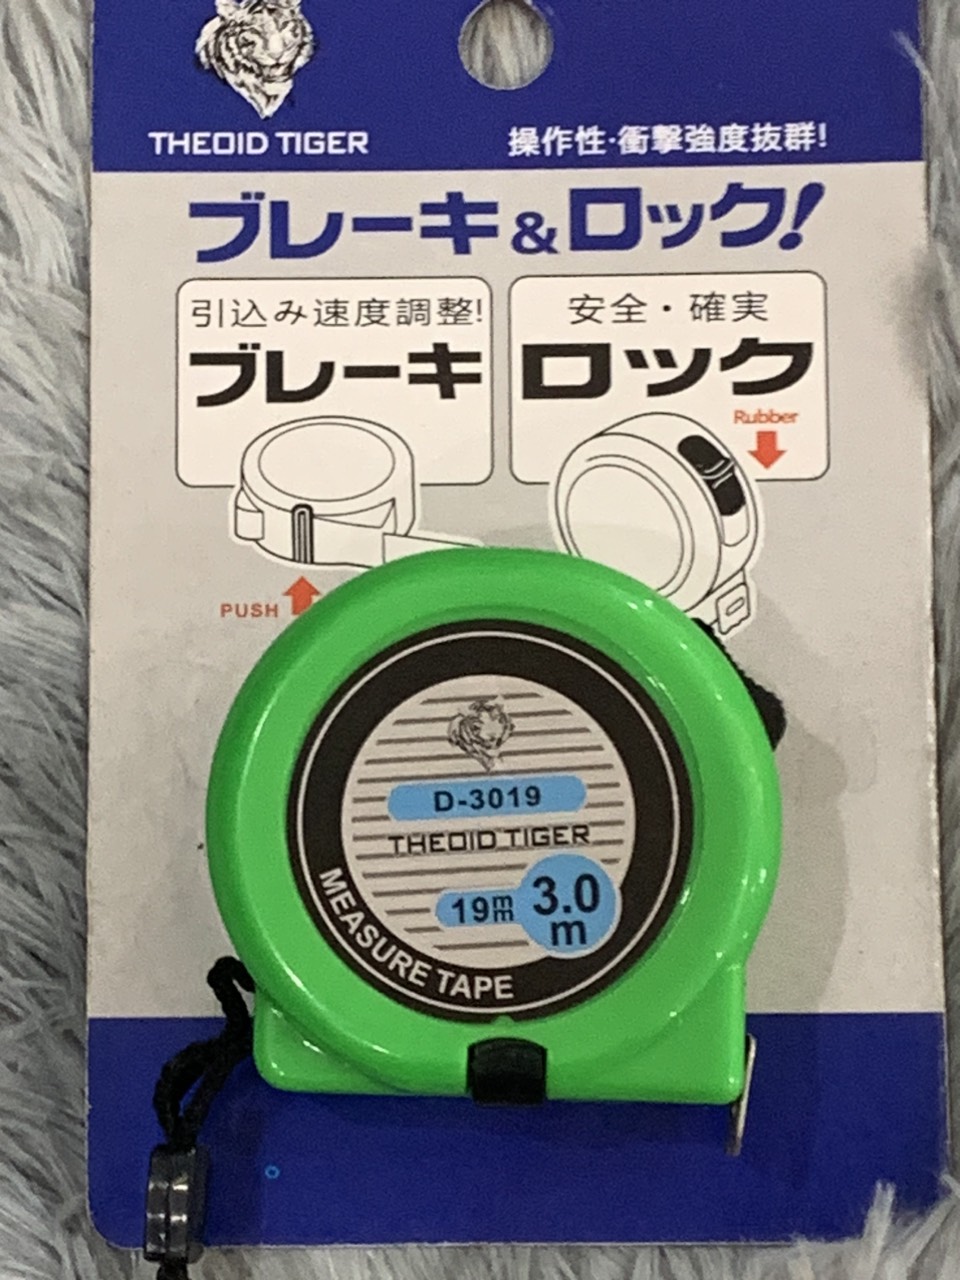 THEOID TIGER
操作性·衝撃強度抜群!
ブレーキ&ロック!
引込み速度調整!
ブレーキ
安全・確実
ロック
Rubber
PUSH
D-3019
THEOID TIGER
19mm
3.0
m
MEASURE TAPE